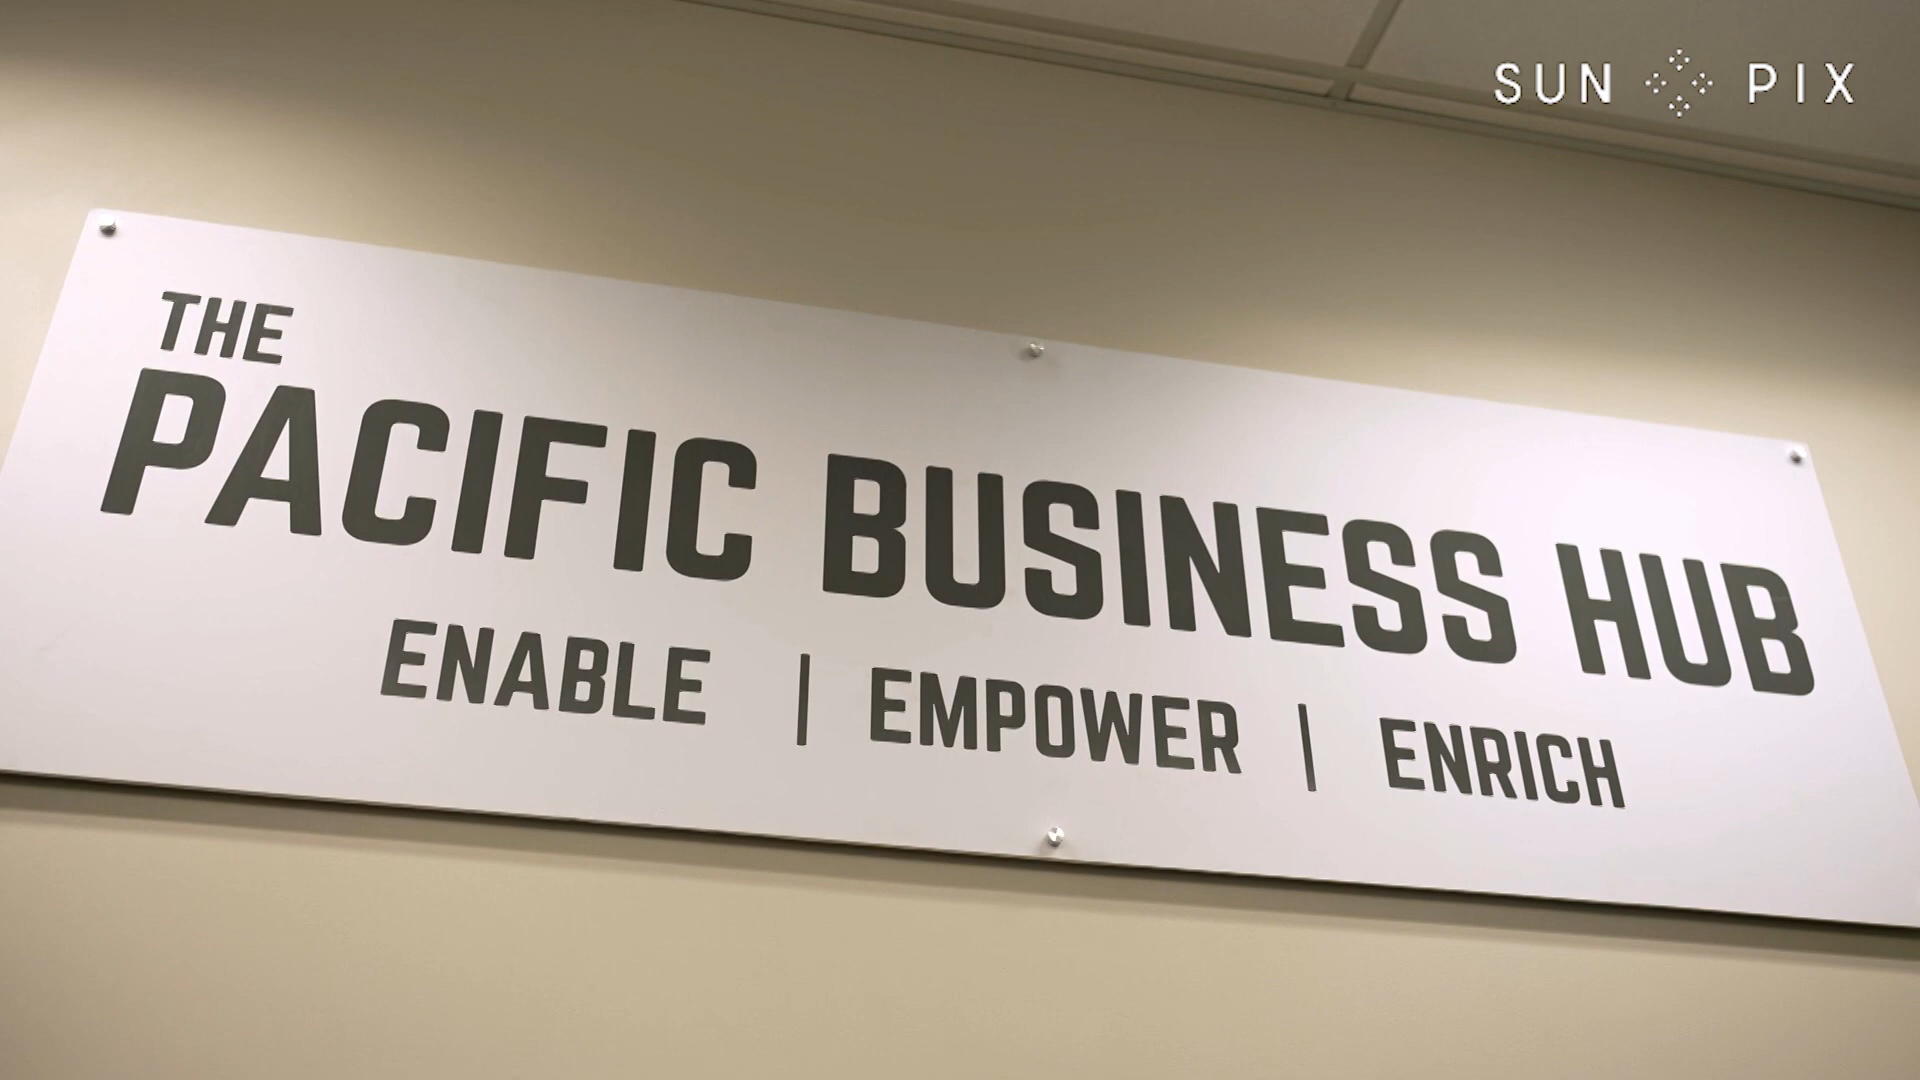 SUN PIX
THE
PACIFIC BUSINESS HUB
ENABLE | EMPOWER | ENRICH